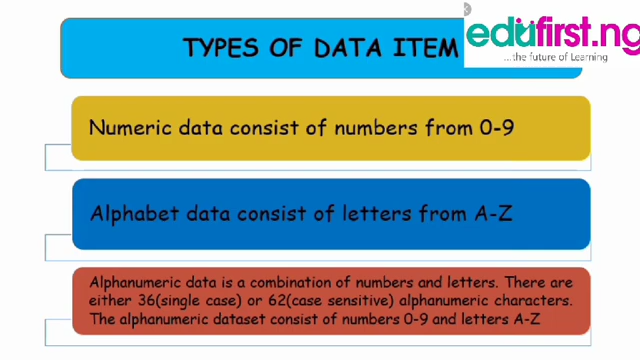 TYPES OF DATA ITEM
edufirst.ng
...the future of Learning
Numeric data consist of numbers from 0-9
Alphabet data consist of letters from A-Z
Alphanumeric data is a combination of numbers and letters. There are
either 36(single case) or 62(case sensitive) alphanumeric characters.
The alphanumeric dataset consist of numbers 0-9 and letters A-Z